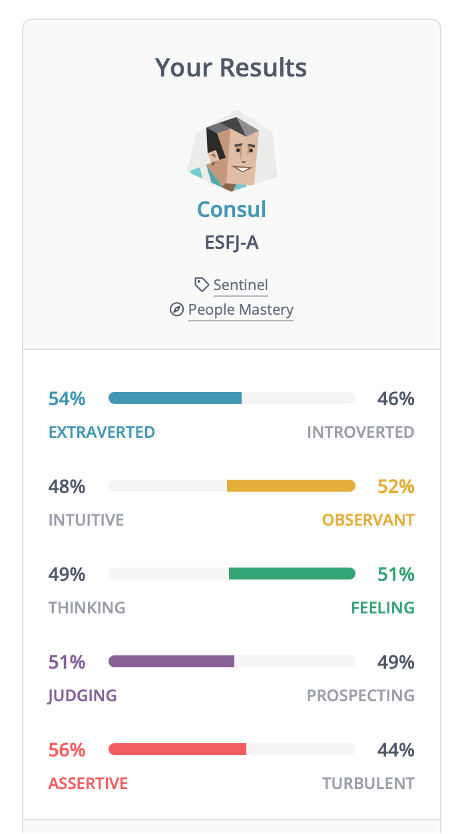 Your Results
Consul
ESFJ-A
Sentinel
People Mastery
54% 46%
EXTRAVERTED INTROVERTED
48% 52%
INTUITIVE OBSERVANT
49% 51%
THINKING FEELING
51% 49%
JUDGING PROSPECTING
56% 44%
ASSERTIVE TURBULENT